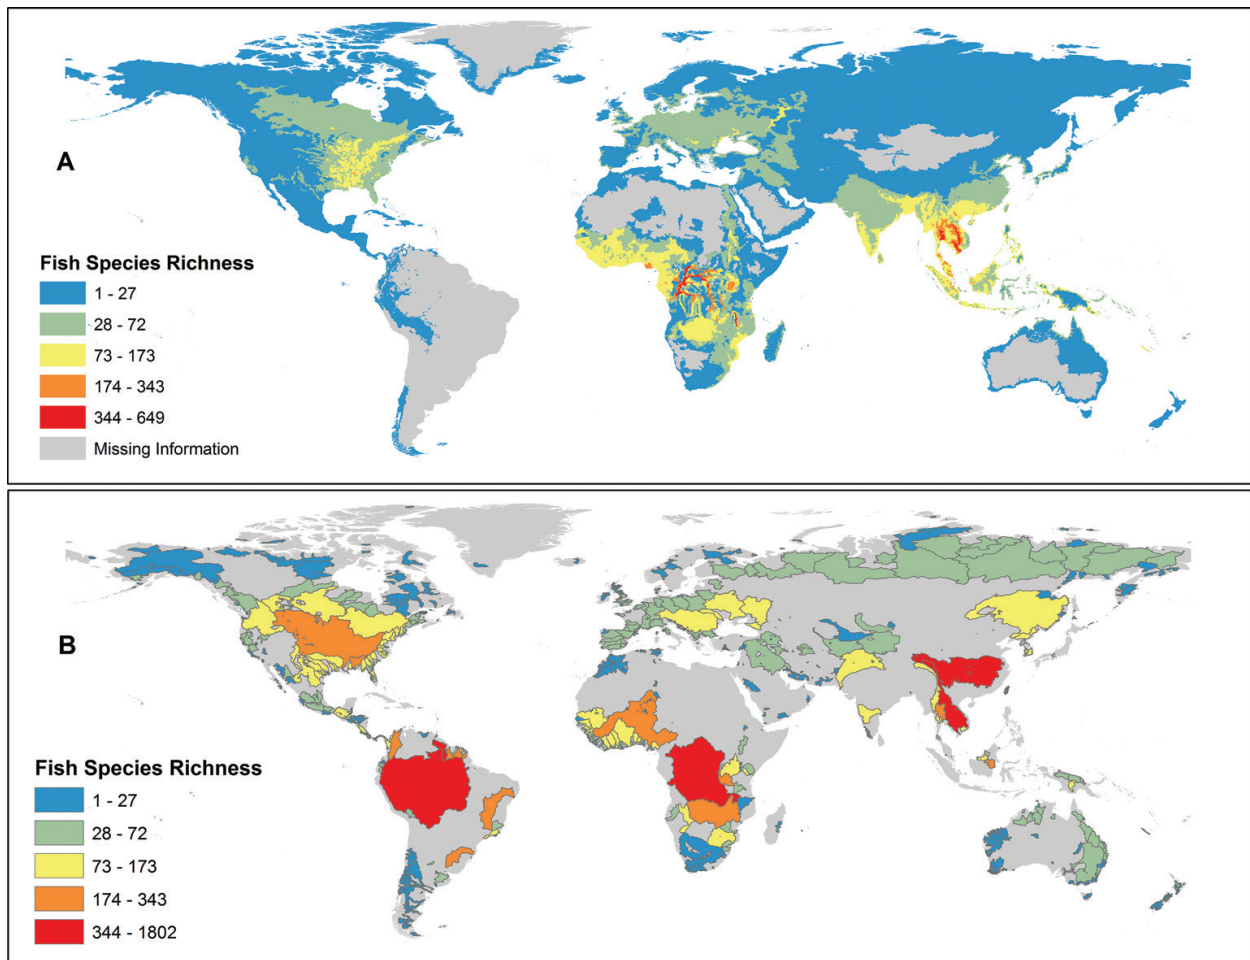 A
Fish Species Richness
1 - 27
28 - 72
73 - 173
174 - 343
344 - 649
Missing Information
B
Fish Species Richness
1 - 27
28 - 72
73 - 173
174 - 343
344 - 1802